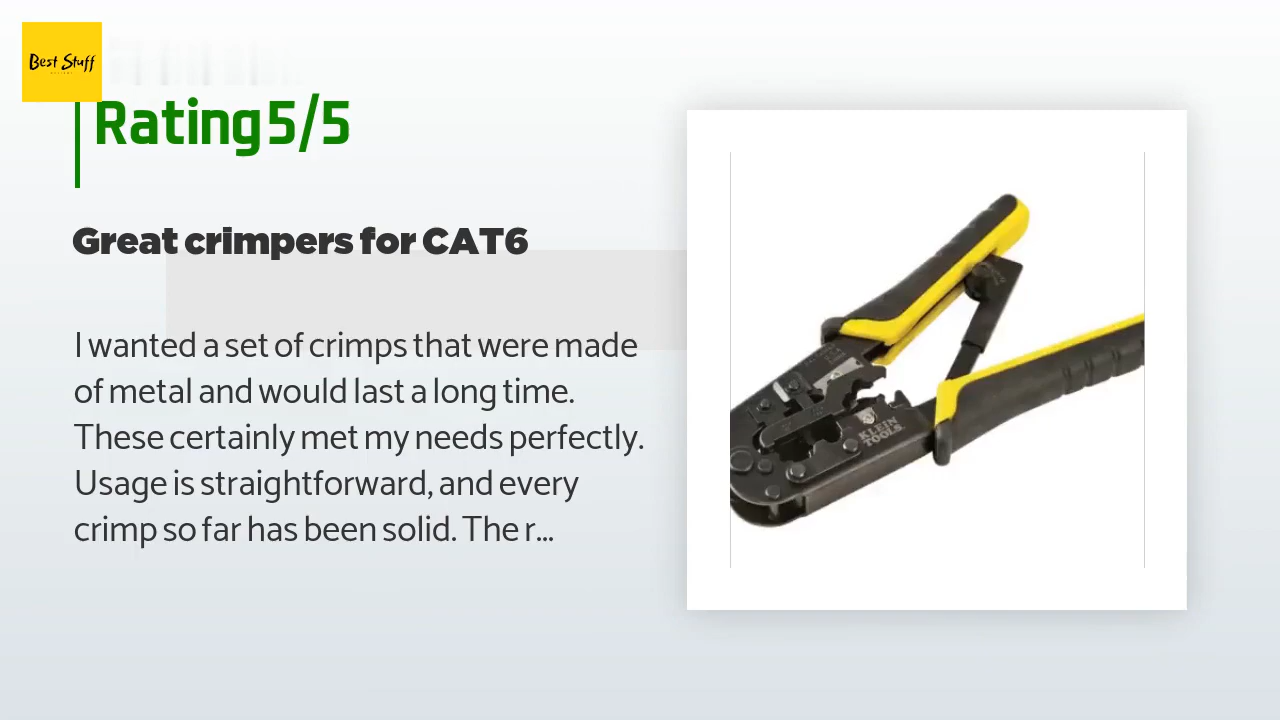 Best Stuff
Rating 5/5
Great crimpers for CAT6
I wanted a set of crimps that were made
of metal and would last a long time.
These certainly met my needs perfectly.
Usage is straightforward, and every
crimp so far has been solid. The r...
KLEIN
TOOLS